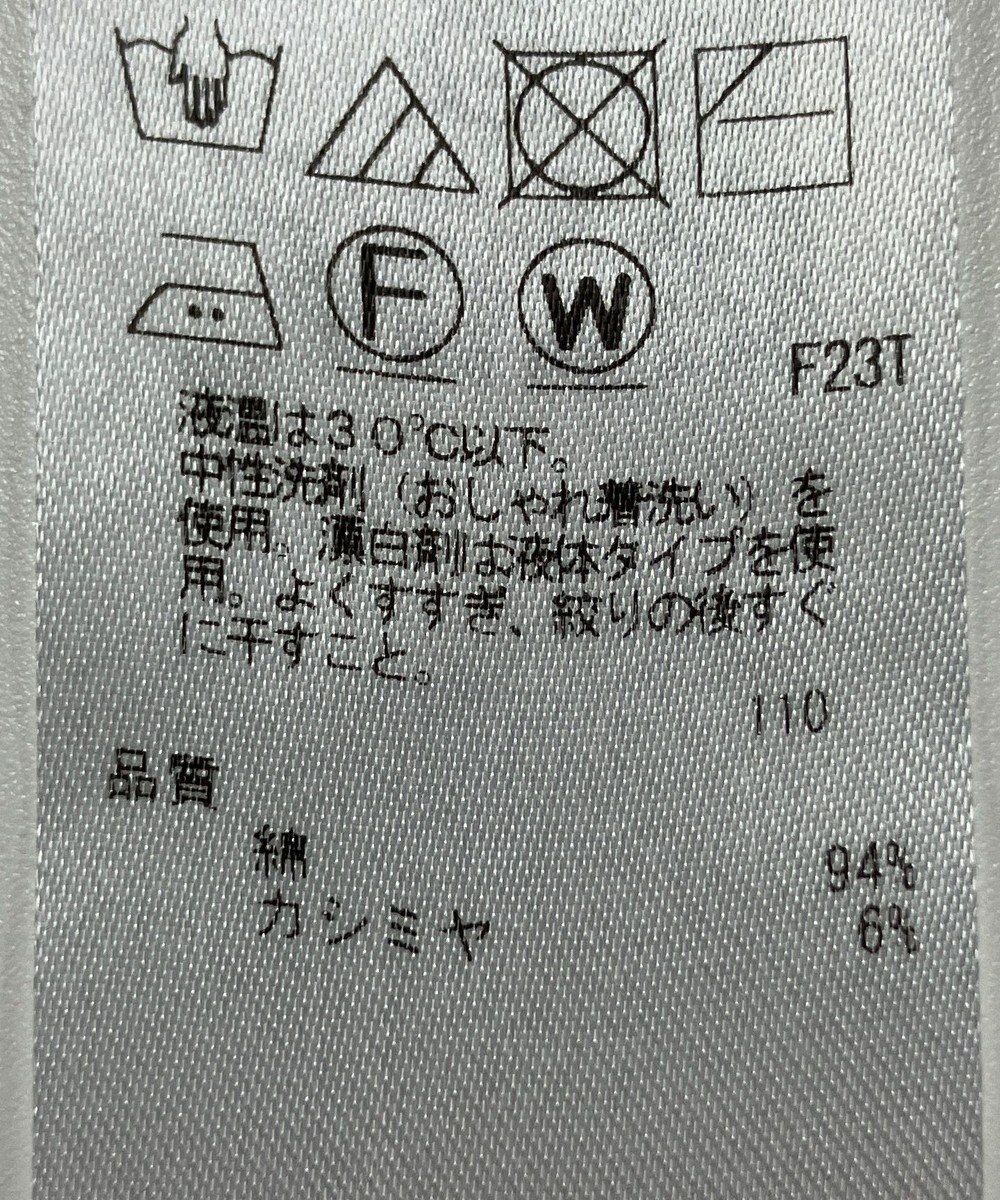 F W
F23T
液温は30℃以下。
中性洗剤（おしゃれ着洗い）を
使用。漂白剤は液体タイプを使
用。よくすすぎ、絞りの後すぐ
に干すこと。
110
品質
綿 94%
カシミヤ 6%